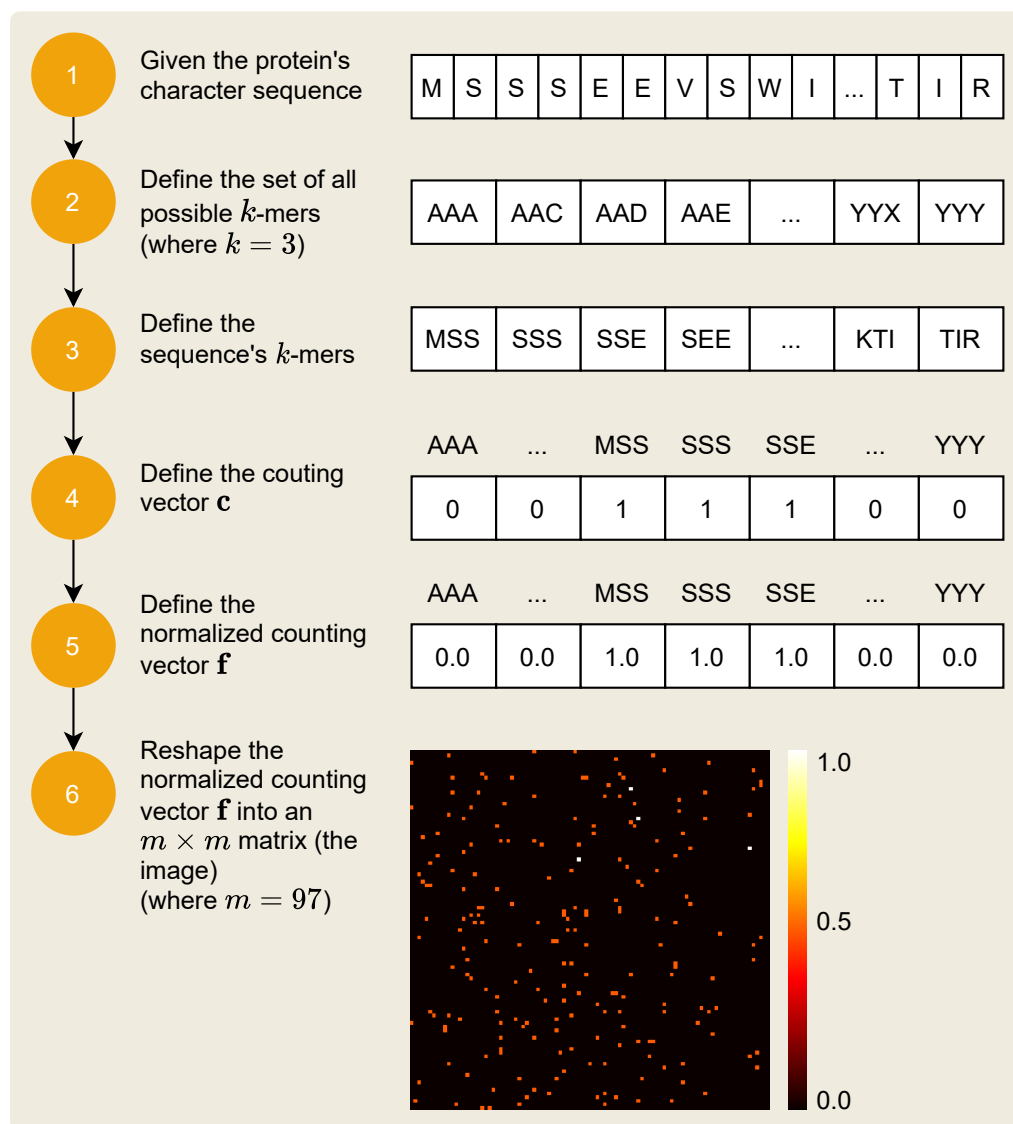 1
Given the protein's
character sequence
M S S S E E V S W I ... T I R
2
Define the set of all
possible k-mers
(where k = 3)
AAA AAC AAD AAE ... YYX YYY
3
Define the
sequence's k-mers
MSS SSS SSE SEE ... KTI TIR
4
Define the couting
vector c
AAA ... MSS SSS SSE ... YYY
0 0 1 1 1 0 0
5
Define the
normalized counting
vector f
AAA ... MSS SSS SSE ... YYY
0.0 0.0 1.0 1.0 1.0 0.0 0.0
6
Reshape the
normalized counting
vector f into an
m × m matrix (the
image)
(where m = 97)
1.0
0.5
0.0